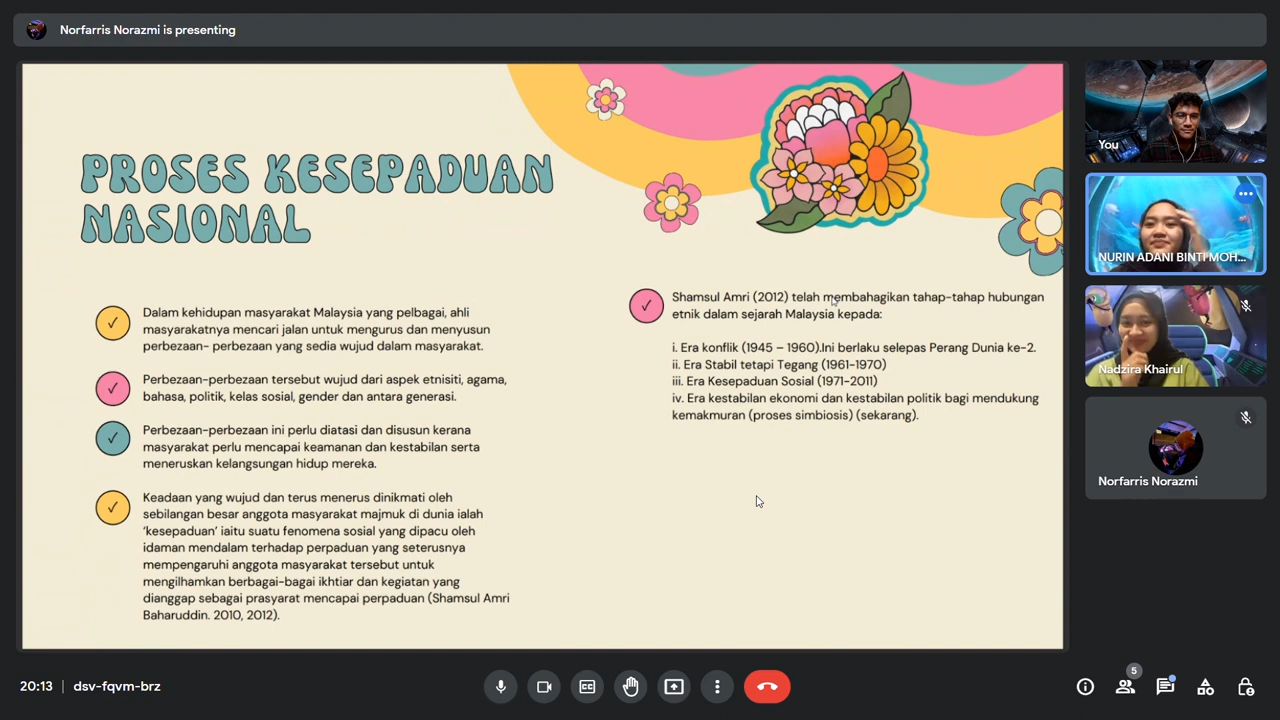 Norfarris Norazmi is presenting
PROSES KESEPADUAN
NASIONAL
Dalam kehidupan masyarakat Malaysia yang pelbagai, ahli
masyarakatnya mencari jalan untuk mengurus dan menyusun
perbezaan- perbezaan yang sedia wujud dalam masyarakat.
Perbezaan-perbezaan tersebut wujud dari aspek etnisiti, agama,
bahasa, politik, kelas sosial, gender dan antara generasi.
Perbezaan-perbezaan ini perlu diatasi dan disusun kerana
masyarakat perlu mencapai keamanan dan kestabilan serta
meneruskan kelangsungan hidup mereka.
Keadaan yang wujud dan terus menerus dinikmati oleh
sebilangan besar anggota masyarakat majmuk di dunia ialah
‘kesepaduan’ iaitu suatu fenomena sosial yang dipacu oleh
idaman mendalam terhadap perpaduan yang seterusnya
mempengaruhi anggota masyarakat tersebut untuk
mengilhamkan berbagai-bagai ikhtiar dan kegiatan yang
dianggap sebagai prasyarat mencapai perpaduan (Shamsul Amri
Baharuddin. 2010, 2012).
Shamsul Amri (2012) telah membahagikan tahap-tahap hubungan
etnik dalam sejarah Malaysia kepada:
i. Era konflik (1945 – 1960).Ini berlaku selepas Perang Dunia ke-2.
ii. Era Stabil tetapi Tegang (1961-1970)
iii. Era Kesepaduan Sosial (1971-2011)
iv. Era kestabilan ekonomi dan kestabilan politik bagi mendukung
kemakmuran (proses simbiosis) (sekarang).
You
NURIN ADANI BINTI MOH...
Nadzira Khairul
Norfarris Norazmi
20:13 | dsv-fqvm-brz
5